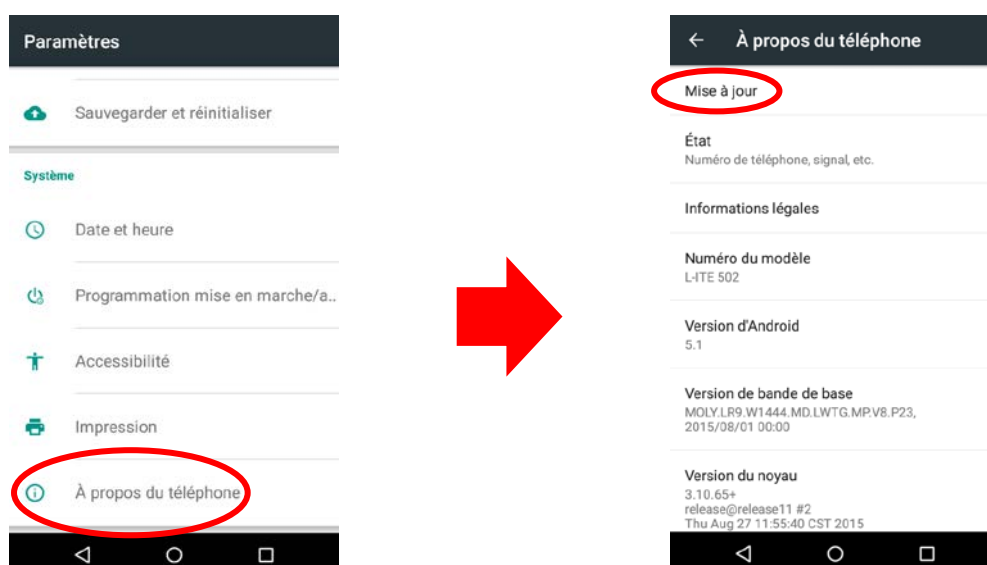 Paramètres
Sauvegarder et réinitialiser
Système
Date et heure
Programmation mise en marche/a..
Accessibilité
Impression
À propos du téléphone
À propos du téléphone
Mise à jour
État
Numéro de téléphone, signal, etc.
Informations légales
Numéro du modèle
L-ITE 502
Version d'Android
5.1
Version de bande de base
MOLY.LR9.W1444.MD.LWTG.MP.V8.P23,
2015/08/01 00:00
Version du noyau
3.10.65+
release@release11 #2
Thu Aug 27 11:55:40 CST 2015